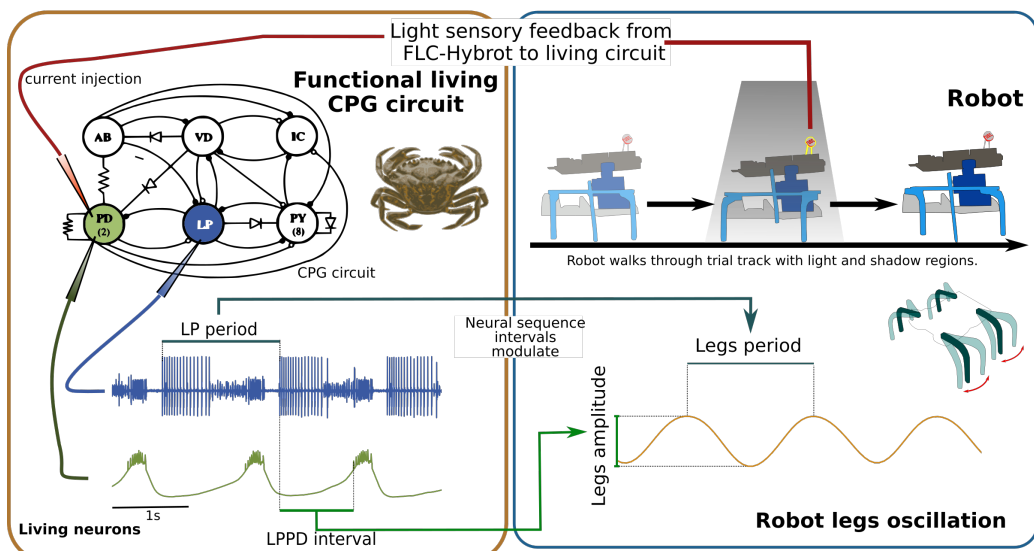 Light sensory feedback from
FLC-Hybrot to living circuit
current injection
Functional living
CPG circuit
Robot
AB
VD
IC
PD
(2)
LP
PY
(8)
CPG circuit
Robot walks through trial track with light and shadow regions.
LP period
Neural sequence
intervals
modulate
Legs period
Legs amplitude
1s
Living neurons
LPPD interval
Robot legs oscillation